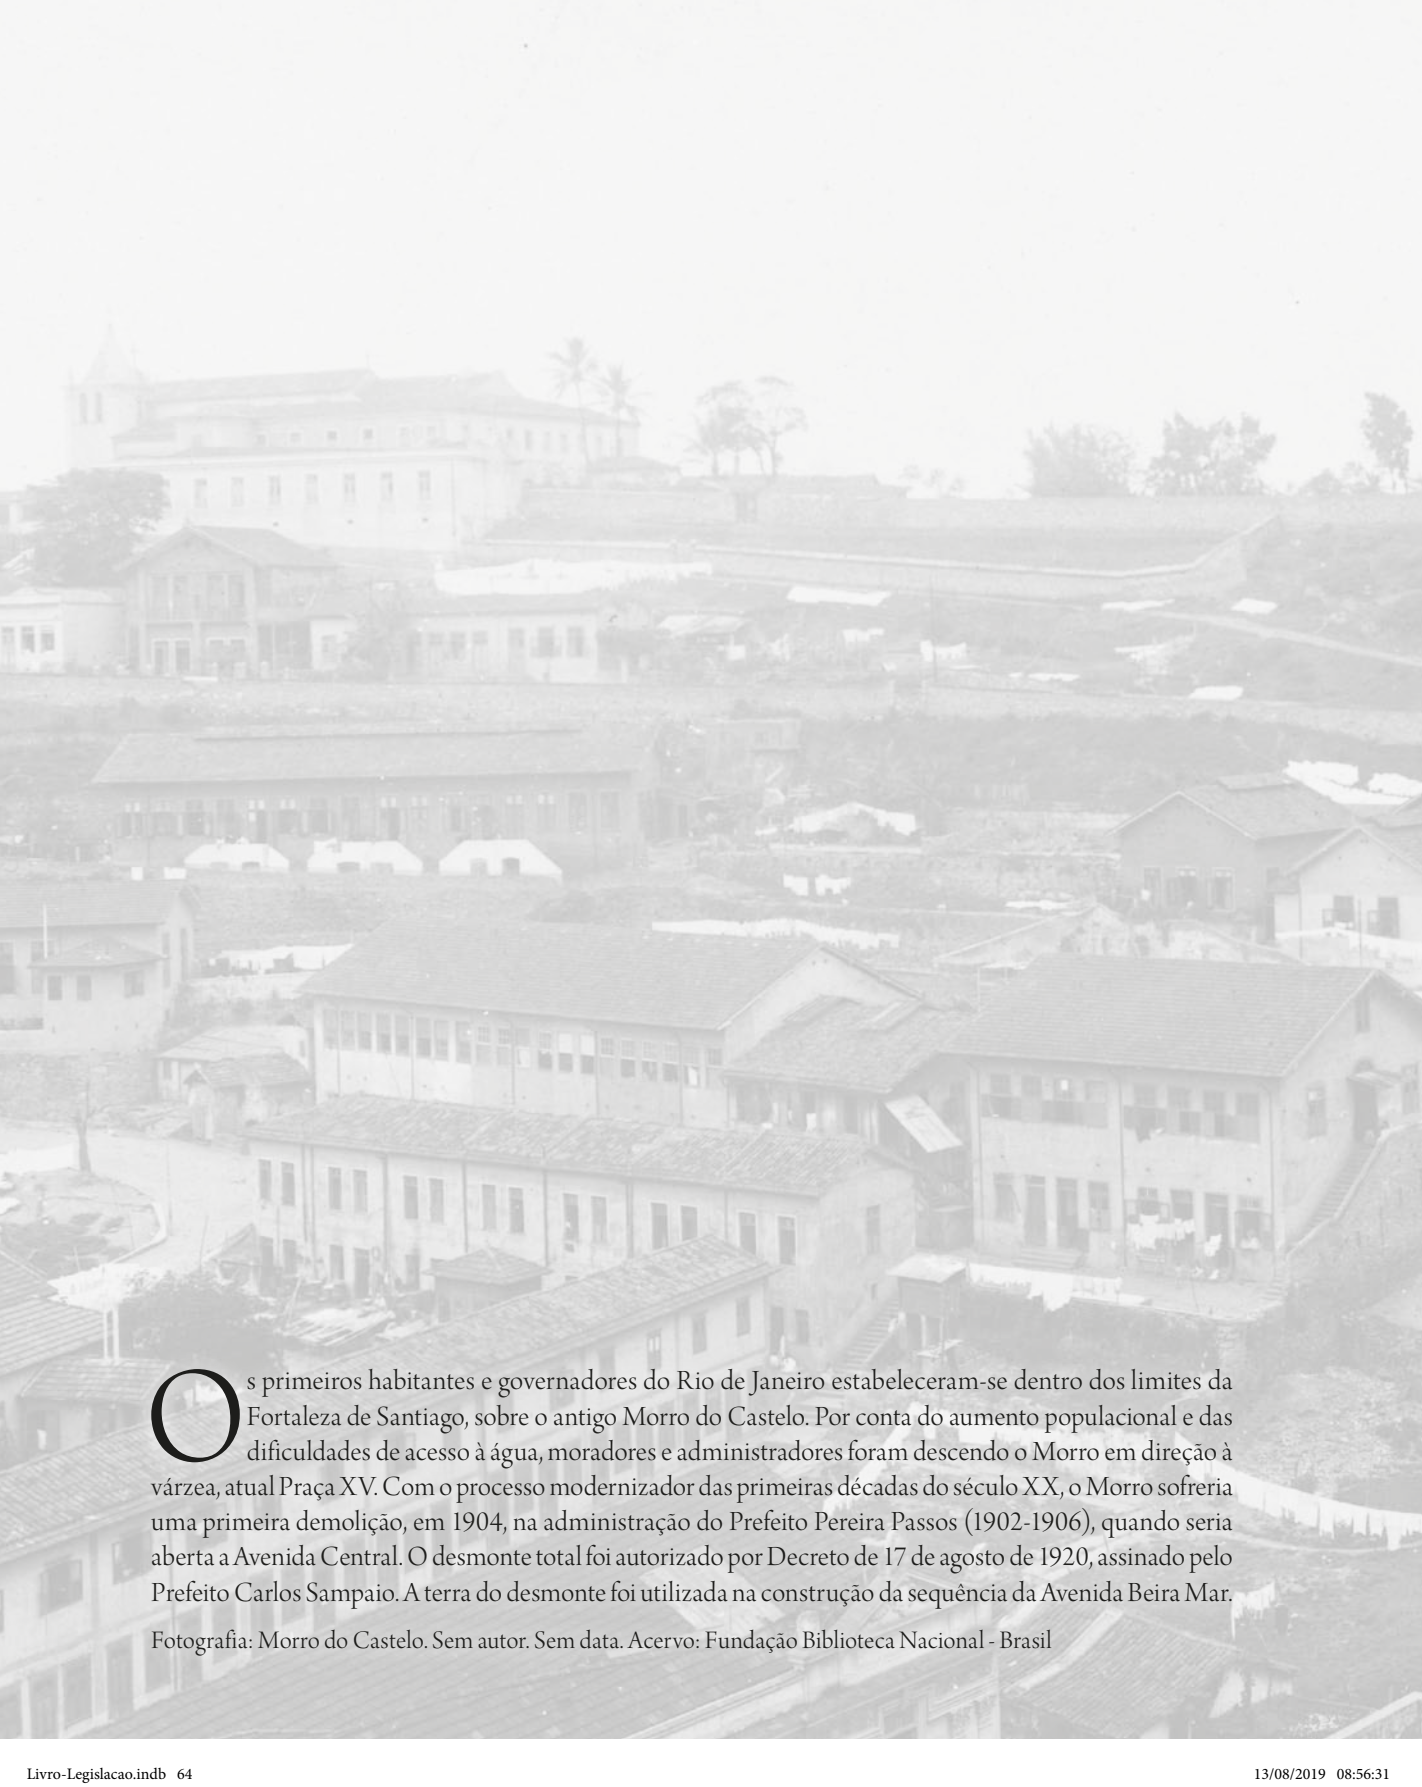 Os primeiros habitantes e governadores do Rio de Janeiro estabeleceram-se dentro dos limites da
Fortaleza de Santiago, sobre o antigo Morro do Castelo. Por conta do aumento populacional e das
dificuldades de acesso à água, moradores e administradores foram descendo o Morro em direção à
várzea, atual Praça XV. Com o processo modernizador das primeiras décadas do século XX, o Morro sofreria
uma primeira demolição, em 1904, na administração do Prefeito Pereira Passos (1902-1906), quando seria
aberta a Avenida Central. O desmonte total foi autorizado por Decreto de 17 de agosto de 1920, assinado pelo
Prefeito Carlos Sampaio. A terra do desmonte foi utilizada na construção da sequência da Avenida Beira Mar.
Fotografia: Morro do Castelo. Sem autor. Sem data. Acervo: Fundação Biblioteca Nacional - Brasil
Livro-Legislacao.indb 64 13/08/2019 08:56:31